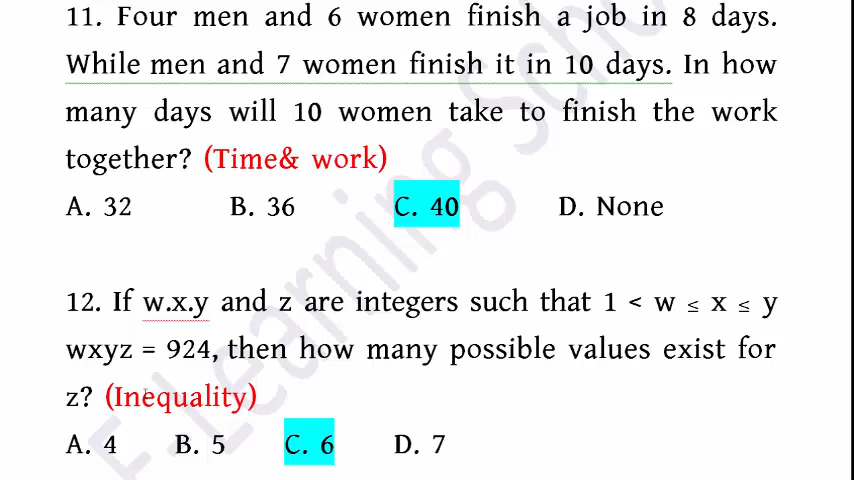 11. Four men and 6 women finish a job in 8 days.
While men and 7 women finish it in 10 days. In how
many days will 10 women take to finish the work
together? (Time& work)
A. 32 B. 36 C. 40 D. None
12. If w.x.y and z are integers such that 1 < w ≤ x ≤ y
wxyz = 924, then how many possible values exist for
z? (Inequality)
A. 4 B. 5 C. 6 D. 7
E-Learning Scho